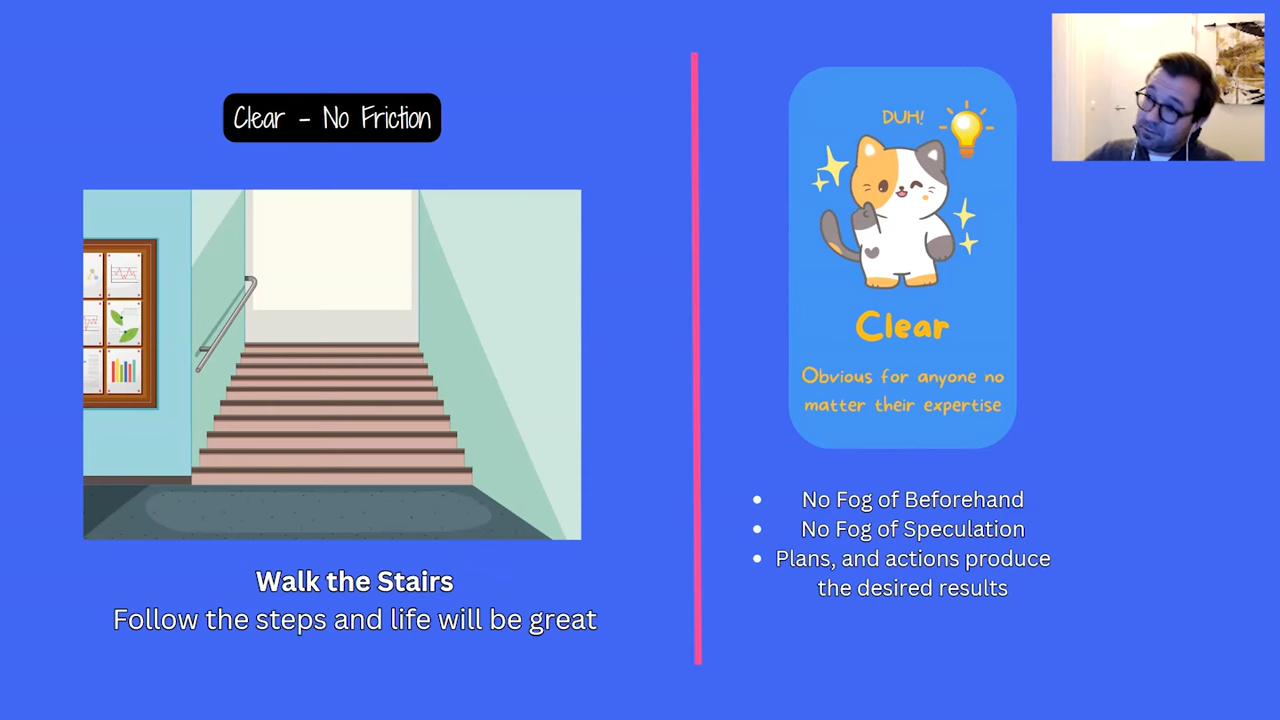 Clear - No Friction
Walk the Stairs
Follow the steps and life will be great
DUH!
Clear
Obvious for anyone no
matter their expertise
No Fog of Beforehand
No Fog of Speculation
Plans, and actions produce
the desired results